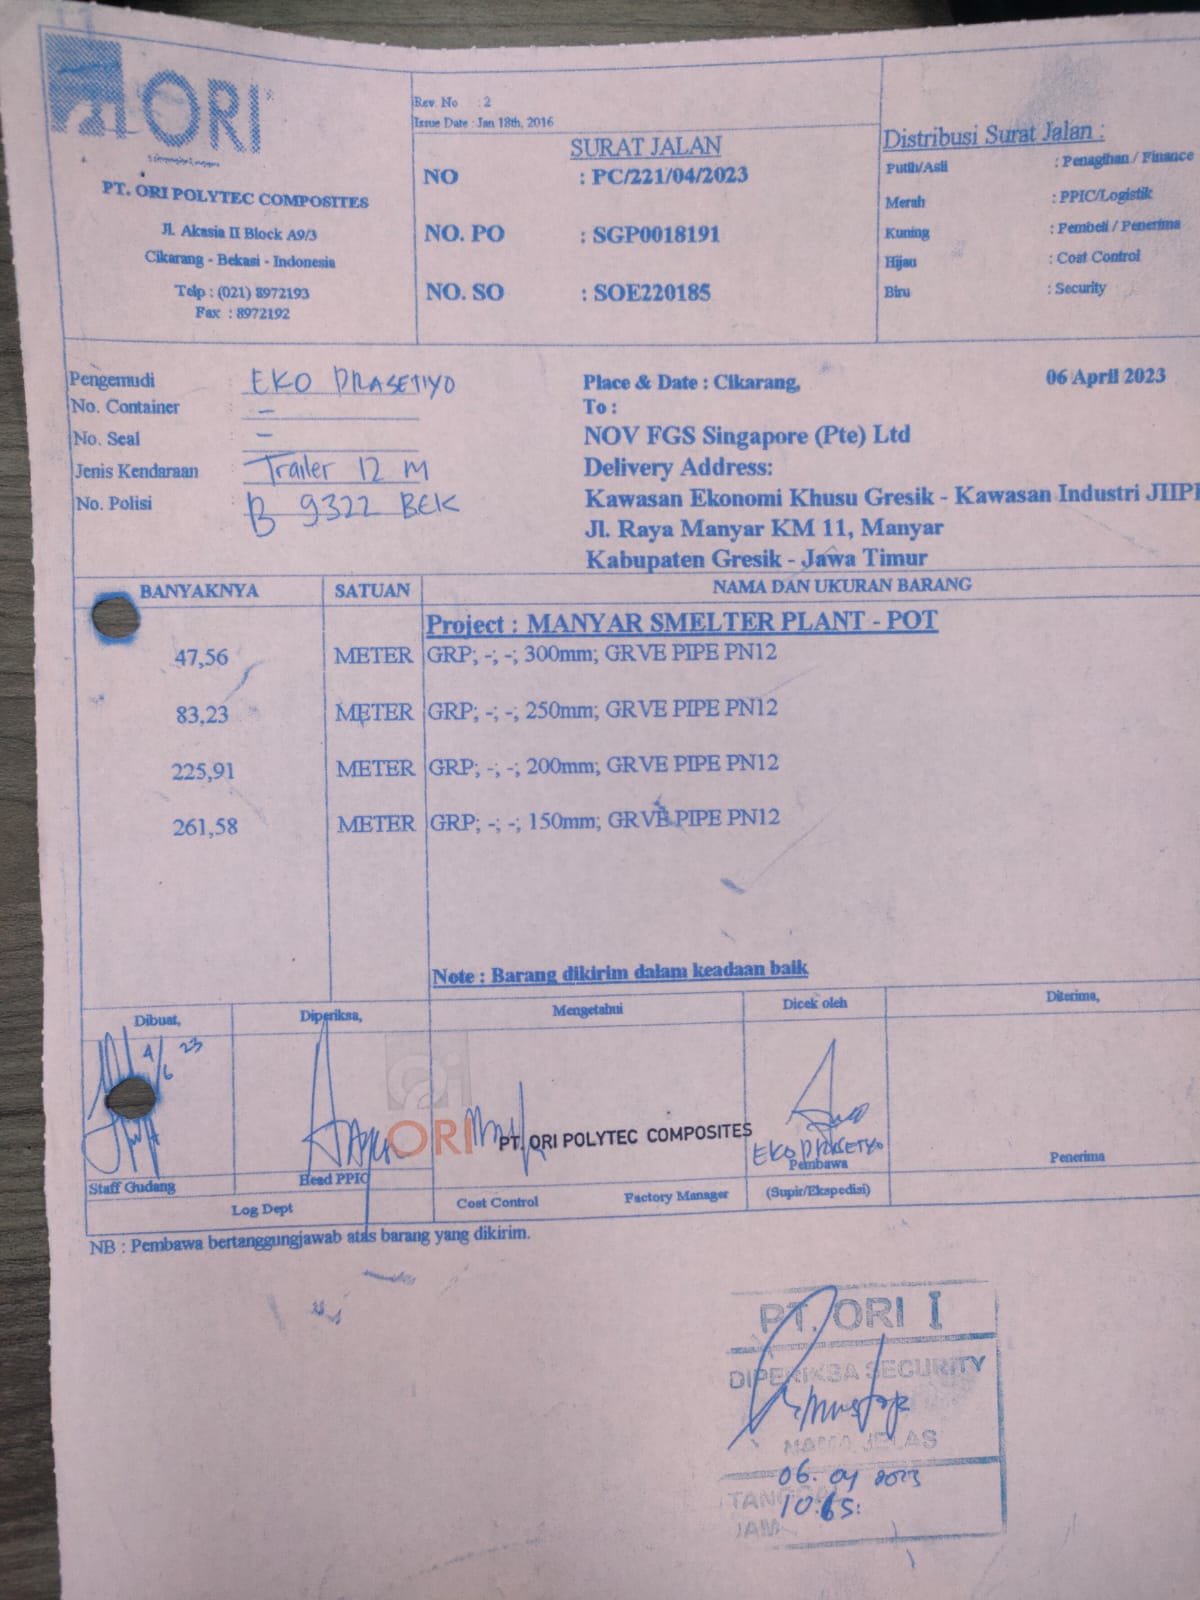 ORI
PT. ORI POLYTEC COMPOSITES
Jl. Akasia II Block A9/3
Cikarang - Bekasi - Indonesia
Telp : (021) 8972193
Fax : 8972192
Rev. No : 2
Issue Date : Jan 18th, 2016
SURAT JALAN
NO : PC/221/04/2023
NO. PO : SGP0018191
NO. SO : SOE220185
Distribusi Surat Jalan :
Putih/Asli : Penagihan / Finance
Merah : PPIC/Logistik
Kuning : Pembeli / Penerima
Hijau : Cost Control
Biru : Security
Pengemudi : EKO PRASETIYO
No. Container : -
No. Seal : -
Jenis Kendaraan : Trailer 12 M
No. Polisi : B 9322 BEK
Place & Date : Cikarang, 06 April 2023
To :
NOV FGS Singapore (Pte) Ltd
Delivery Address:
Kawasan Ekonomi Khusu Gresik - Kawasan Industri JIIPE
Jl. Raya Manyar KM 11, Manyar
Kabupaten Gresik - Jawa Timur
BANYAKNYA SATUAN NAMA DAN UKURAN BARANG
Project : MANYAR SMELTER PLANT - POT
47,56 METER GRP; -; -; 300mm; GRVE PIPE PN12
83,23 METER GRP; -; -; 250mm; GRVE PIPE PN12
225,91 METER GRP; -; -; 200mm; GRVE PIPE PN12
261,58 METER GRP; -; -; 150mm; GRVE PIPE PN12
Note : Barang dikirim dalam keadaan baik
Dibuat, Diperiksa, Mengetahui Dicek oleh Diterima,
4/6 23
ORI PT. ORI POLYTEC COMPOSITES
EKO PRASETIYO
Staff Gudang Head PPIC Cost Control Factory Manager Pembawa Penerima
(Supir/Ekspedisi)
Log Dept
NB : Pembawa bertanggungjawab atas barang yang dikirim.
PT. ORI I
DIPERIKSA SECURITY
NAMA JELAS
TANGGAL 06. 04 2023
JAM